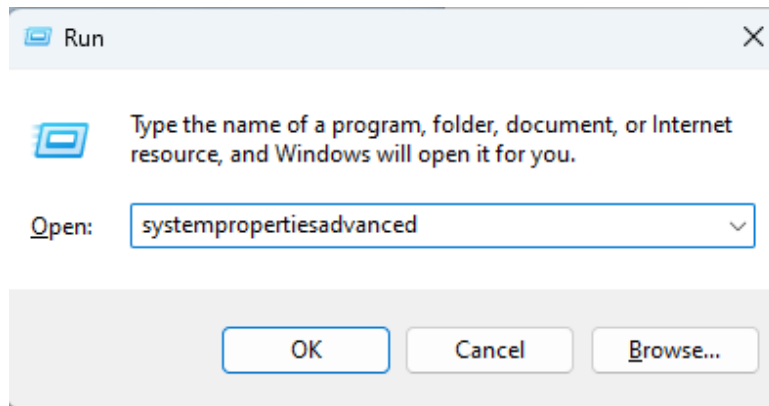 Run
Type the name of a program, folder, document, or Internet
resource, and Windows will open it for you.
Open: systempropertiesadvanced
OK Cancel Browse...